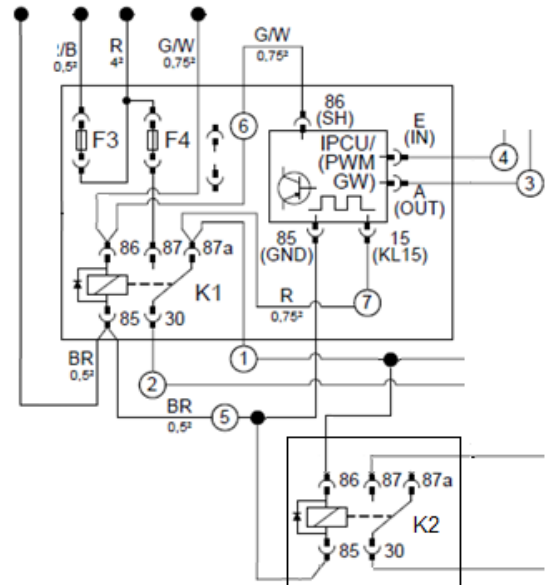 /B
0,5²
R
4²
G/W
0,75²
G/W
0,75²
F3
F4
6
86
(SH)
IPCU/
(PWM
GW)
E
(IN)
4
A
(OUT)
3
85
(GND)
15
(KL15)
86
87
87a
K1
85
30
R
0,75²
7
1
BR
0,5²
2
BR
0,5²
5
86
87
87a
K2
85
30